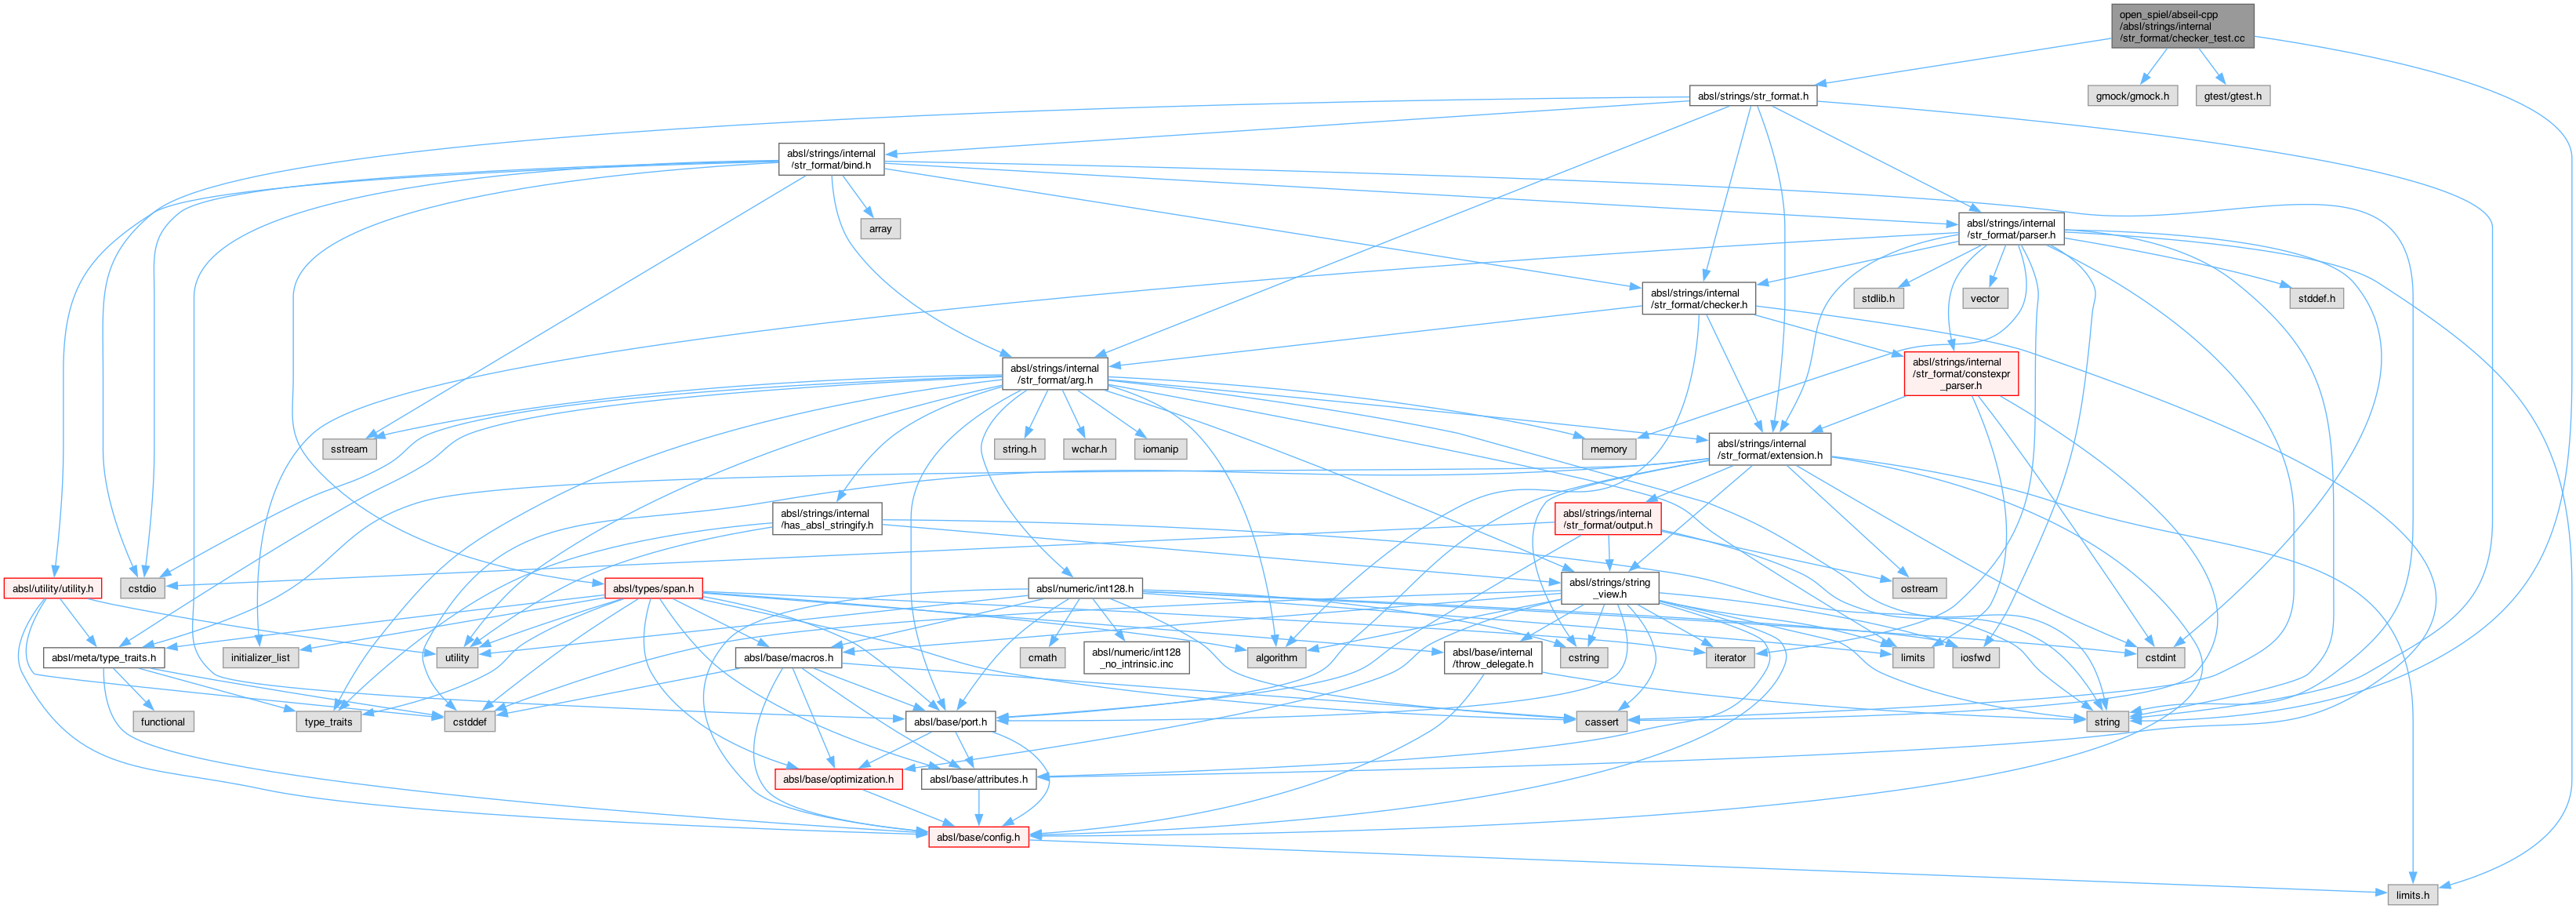 open_spiel/abseil-cpp
/absl/strings/internal
/str_format/checker_test.cc
absl/strings/str_format.h
gmock/gmock.h
gtest/gtest.h
absl/strings/internal
/str_format/bind.h
array
absl/strings/internal
/str_format/parser.h
absl/strings/internal
/str_format/checker.h
stdlib.h
vector
stddef.h
absl/strings/internal
/str_format/arg.h
absl/strings/internal
/str_format/constexpr
_parser.h
sstream
string.h
wchar.h
iomanip
memory
absl/strings/internal
/str_format/extension.h
absl/strings/internal
/has_absl_stringify.h
absl/strings/internal
/str_format/output.h
absl/utility/utility.h
cstdio
absl/types/span.h
absl/numeric/int128.h
absl/strings/string
_view.h
ostream
absl/meta/type_traits.h
initializer_list
utility
absl/base/macros.h
cmath
absl/numeric/int128
_no_intrinsic.inc
algorithm
absl/base/internal
/throw_delegate.h
cstring
iterator
limits
iosfwd
cstdint
functional
type_traits
cstddef
absl/base/port.h
cassert
string
absl/base/optimization.h
absl/base/attributes.h
absl/base/config.h
limits.h